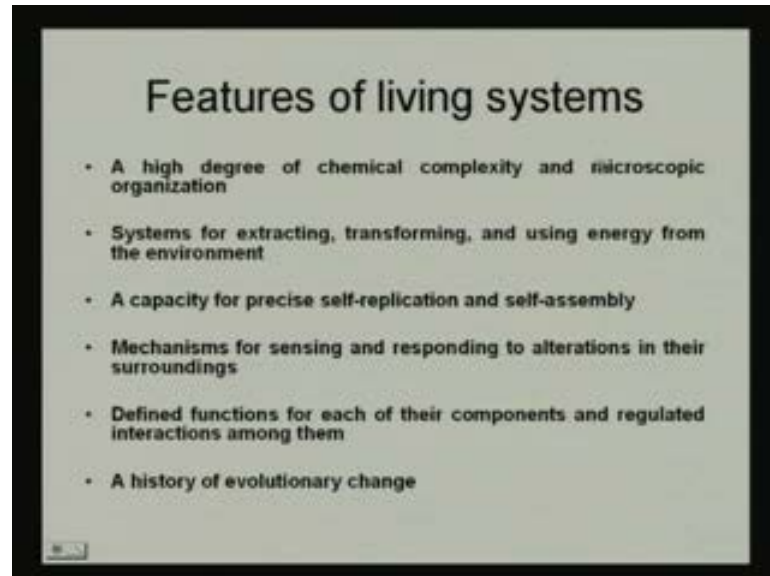 Features of living systems
• A high degree of chemical complexity and microscopic
organization
• Systems for extracting, transforming, and using energy from
the environment
• A capacity for precise self-replication and self-assembly
• Mechanisms for sensing and responding to alterations in their
surroundings
• Defined functions for each of their components and regulated
interactions among them
• A history of evolutionary change